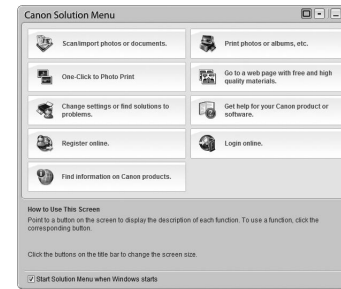 Canon Solution Menu
Scan/Import photos or documents.
Print photos or albums, etc.
One-Click to Photo Print
Go to a web page with free and high
quality materials.
Change settings or find solutions to
problems.
Get help for your Canon product or
software.
Register online.
Login online.
Find information on Canon products.
How to Use This Screen
Point to a button on the screen to display the description of each function. To use a function, click the
corresponding button.
Click the buttons on the title bar to change the screen size.
Start Solution Menu when Windows starts